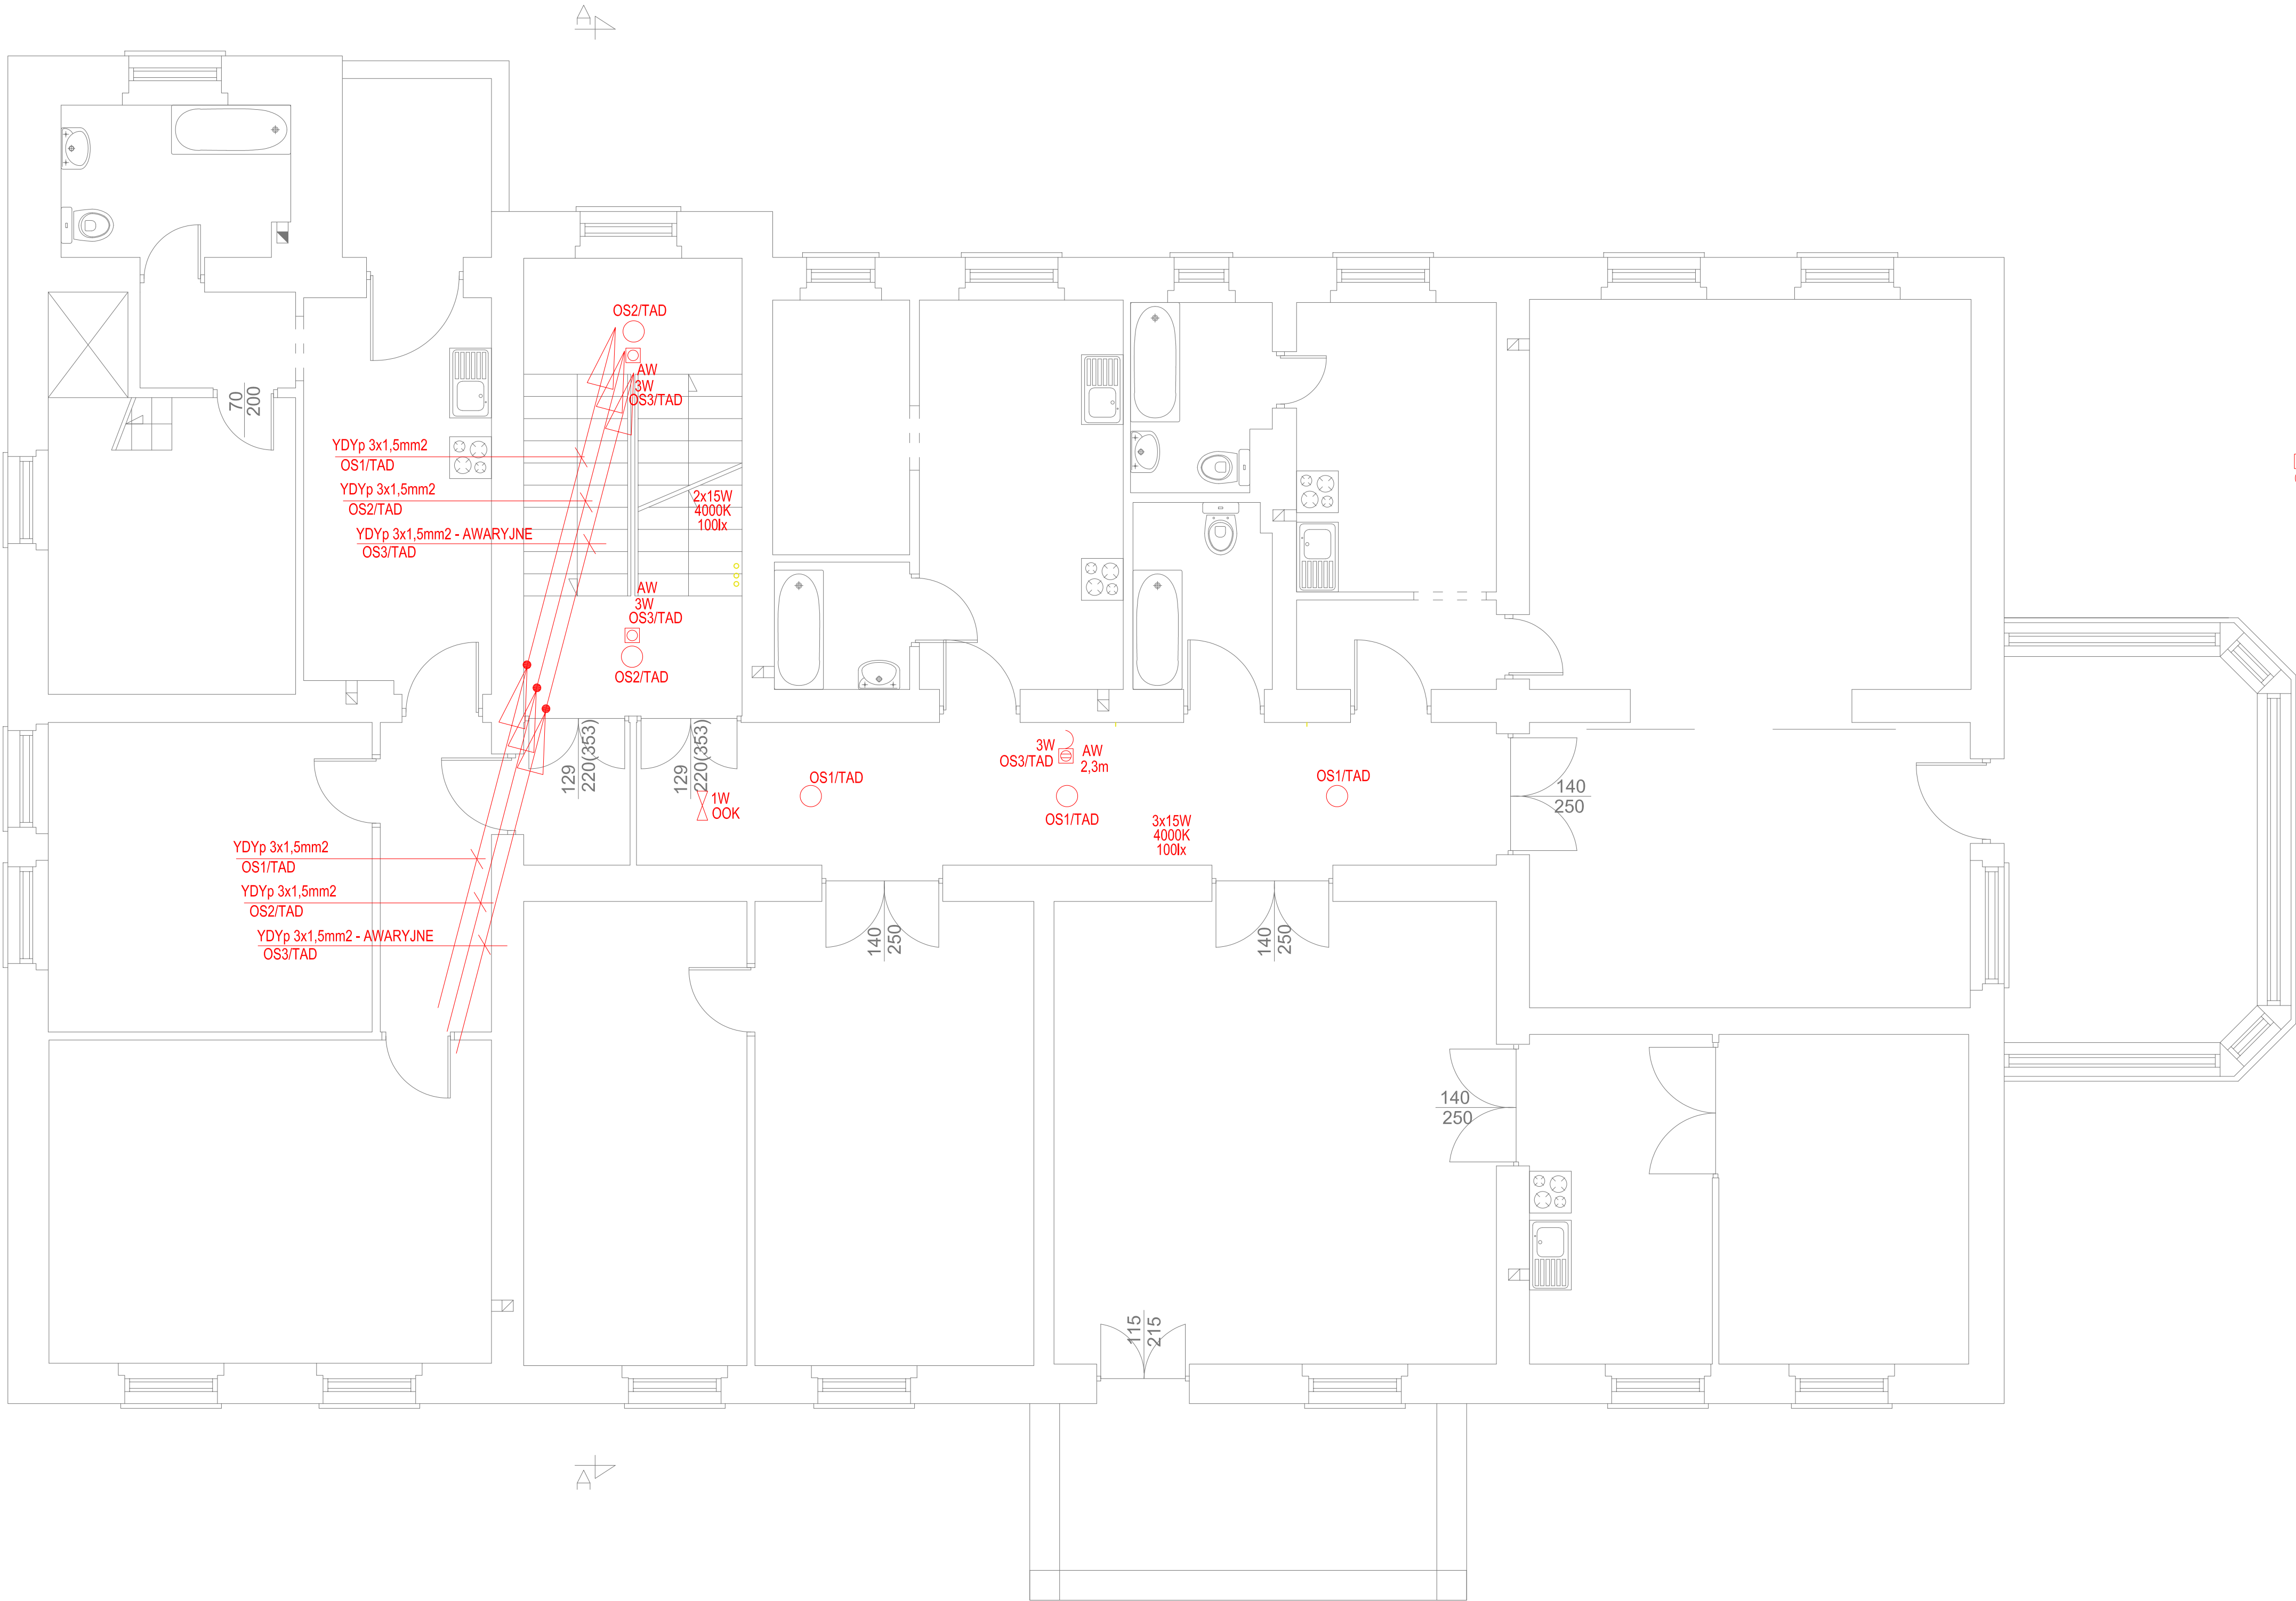 A
OS2/TAD
AW
3W
OS3/TAD
70
200
YDYp 3x1,5mm2
OS1/TAD
YDYp 3x1,5mm2
OS2/TAD
YDYp 3x1,5mm2 - AWARYJNE
OS3/TAD
2x15W
4000K
100lx
AW
3W
OS3/TAD
OS2/TAD
129
220(353)
129
220(353)
1W
OOK
OS1/TAD
3W
OS3/TAD
AW
2,3m
OS1/TAD
OS1/TAD
3x15W
4000K
100lx
140
250
YDYp 3x1,5mm2
OS1/TAD
YDYp 3x1,5mm2
OS2/TAD
YDYp 3x1,5mm2 - AWARYJNE
OS3/TAD
140
250
140
250
140
250
115
215
A